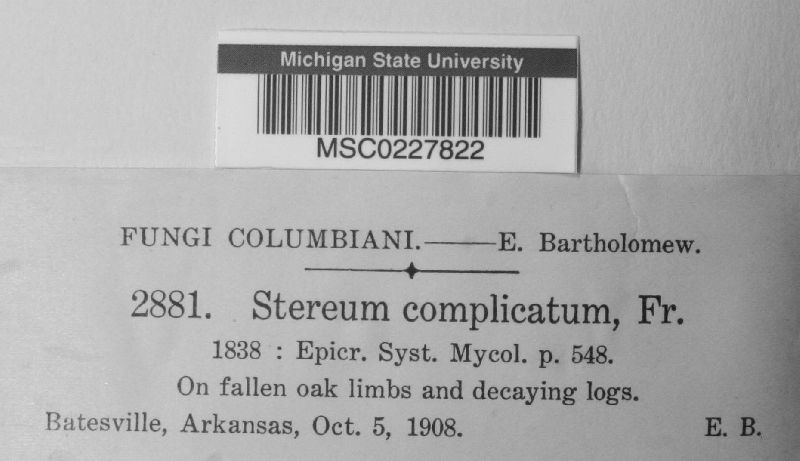 Michigan State University
MSC0227822
FUNGI COLUMBIANI.——E. Bartholomew.
2881. Stereum complicatum, Fr.
1838 : Epicr. Syst. Mycol. p. 548.
On fallen oak limbs and decaying logs.
Batesville, Arkansas, Oct. 5, 1908. E. B.